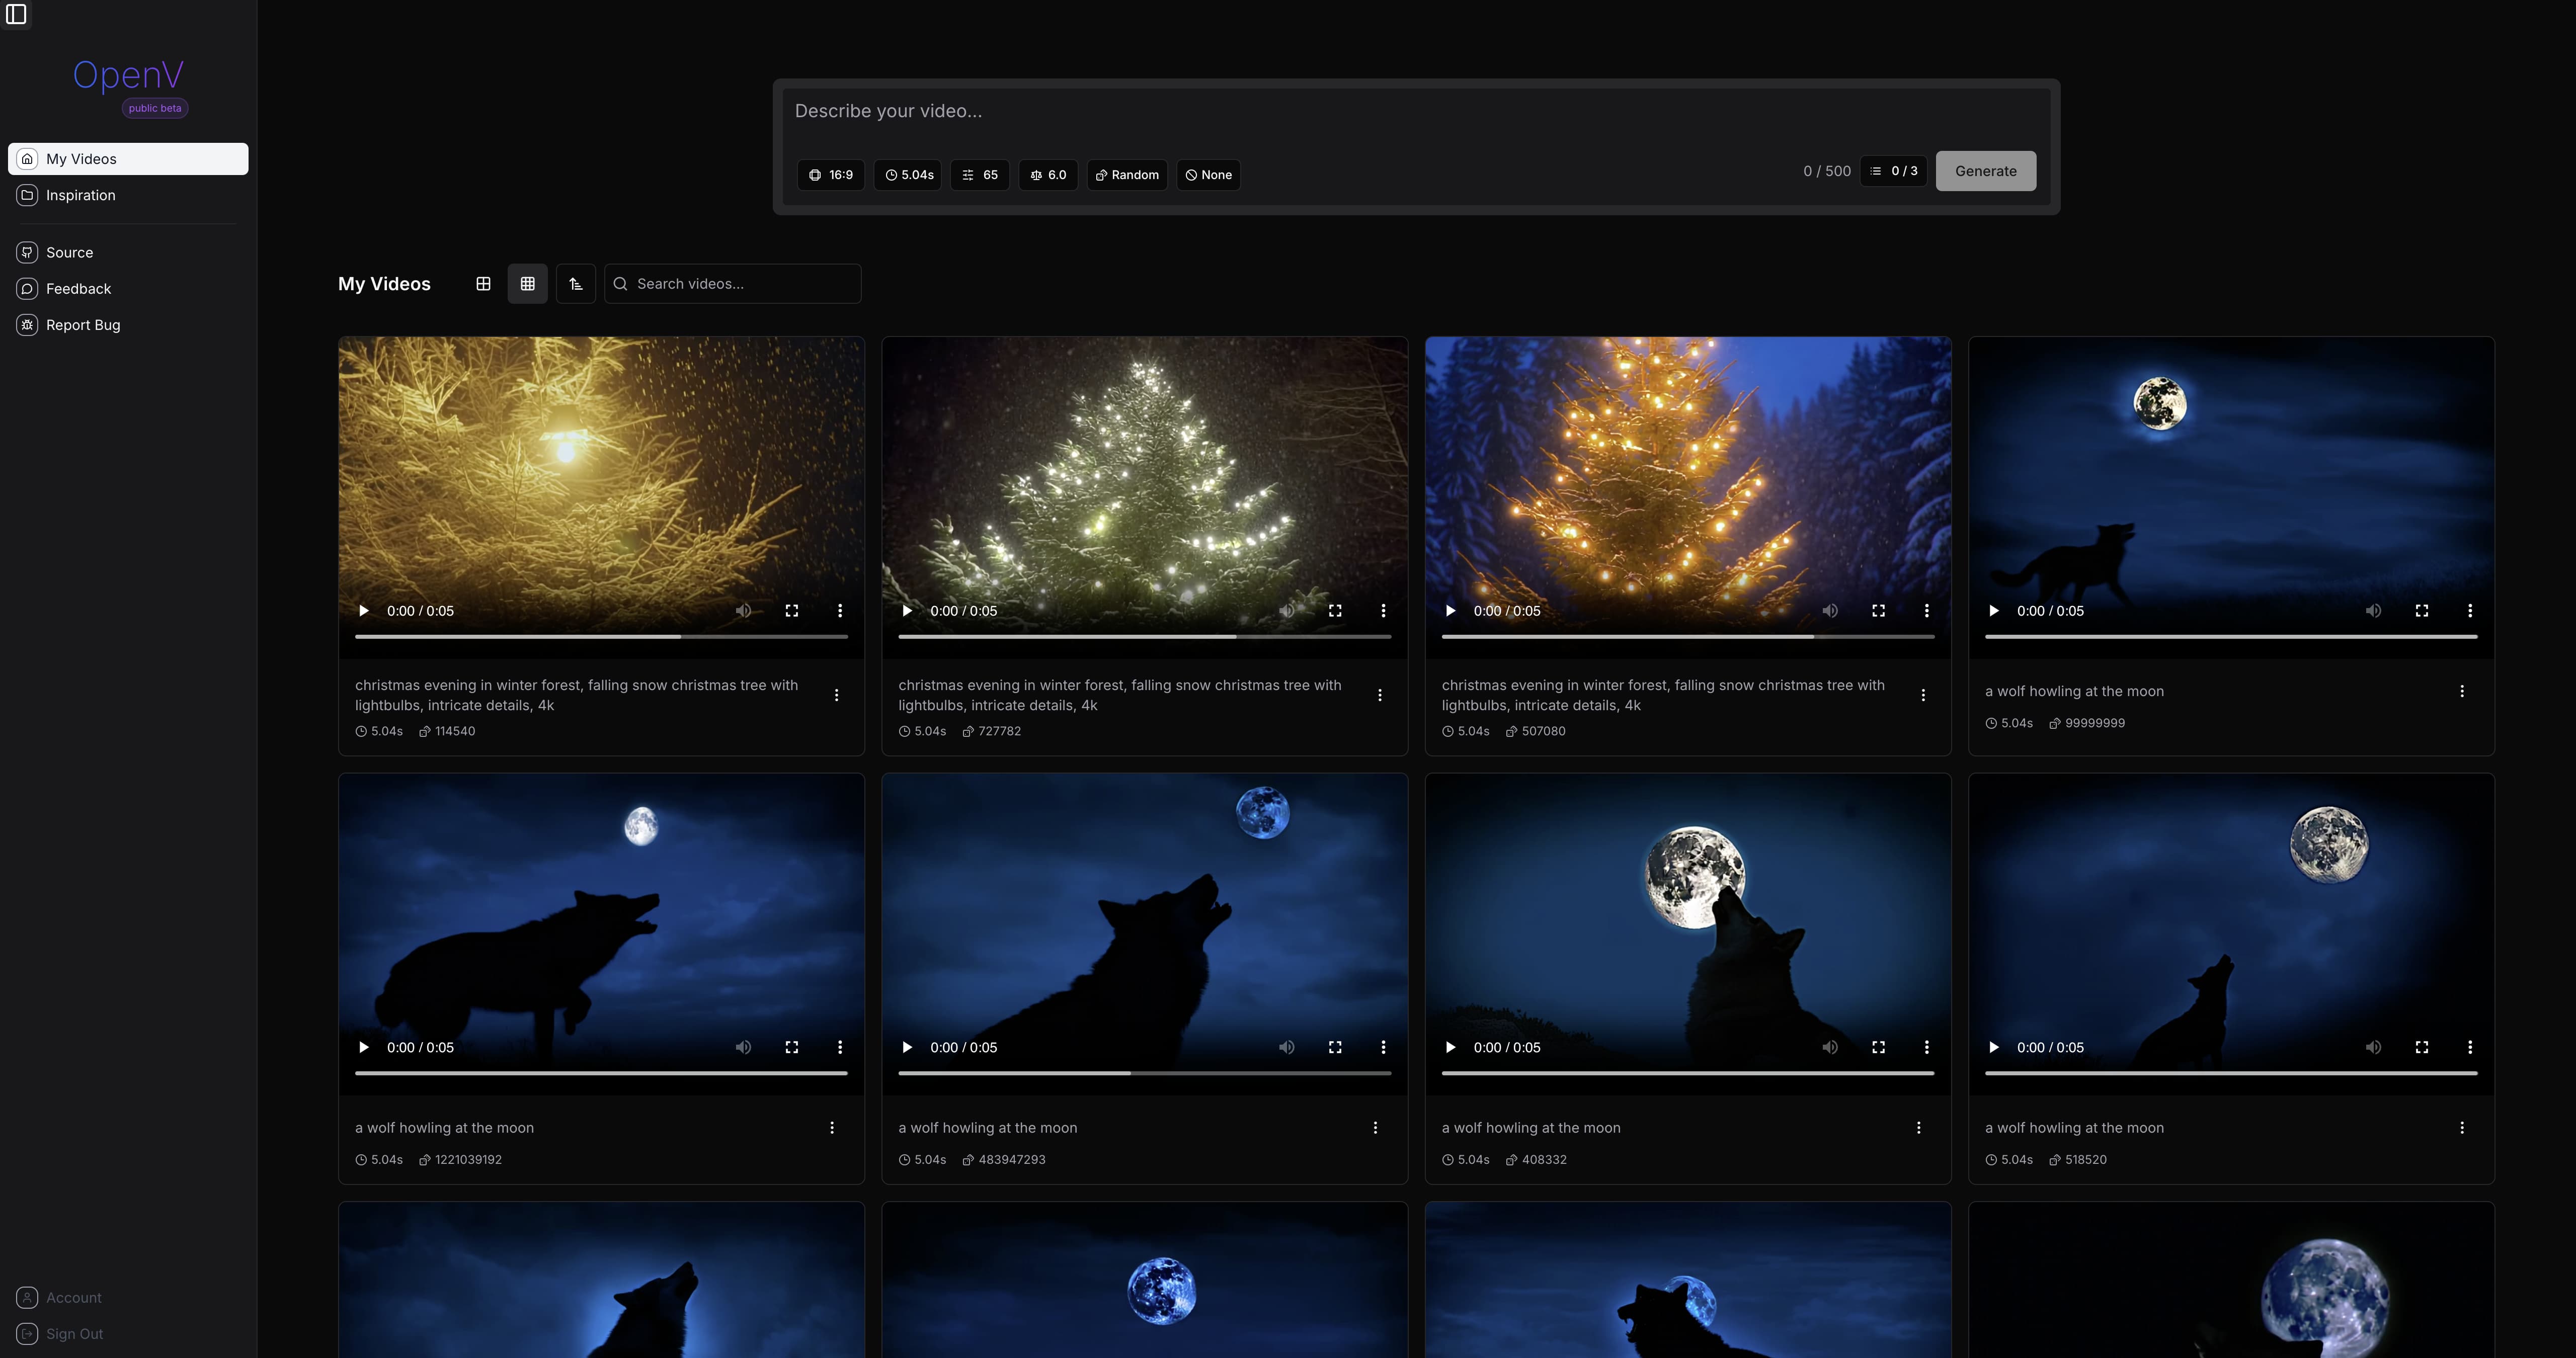 OpenV
public beta
My Videos
Inspiration
Source
Feedback
Report Bug
Account
Sign Out
Describe your video...
16:9
5.04s
65
6.0
Random
None
0 / 500
0 / 3
Generate
My Videos
Search videos...
0:00 / 0:05
christmas evening in winter forest, falling snow christmas tree with
lightbulbs, intricate details, 4k
5.04s
114540
0:00 / 0:05
christmas evening in winter forest, falling snow christmas tree with
lightbulbs, intricate details, 4k
5.04s
727782
0:00 / 0:05
christmas evening in winter forest, falling snow christmas tree with
lightbulbs, intricate details, 4k
5.04s
507080
0:00 / 0:05
a wolf howling at the moon
5.04s
99999999
0:00 / 0:05
a wolf howling at the moon
5.04s
1221039192
0:00 / 0:05
a wolf howling at the moon
5.04s
483947293
0:00 / 0:05
a wolf howling at the moon
5.04s
408332
0:00 / 0:05
a wolf howling at the moon
5.04s
518520